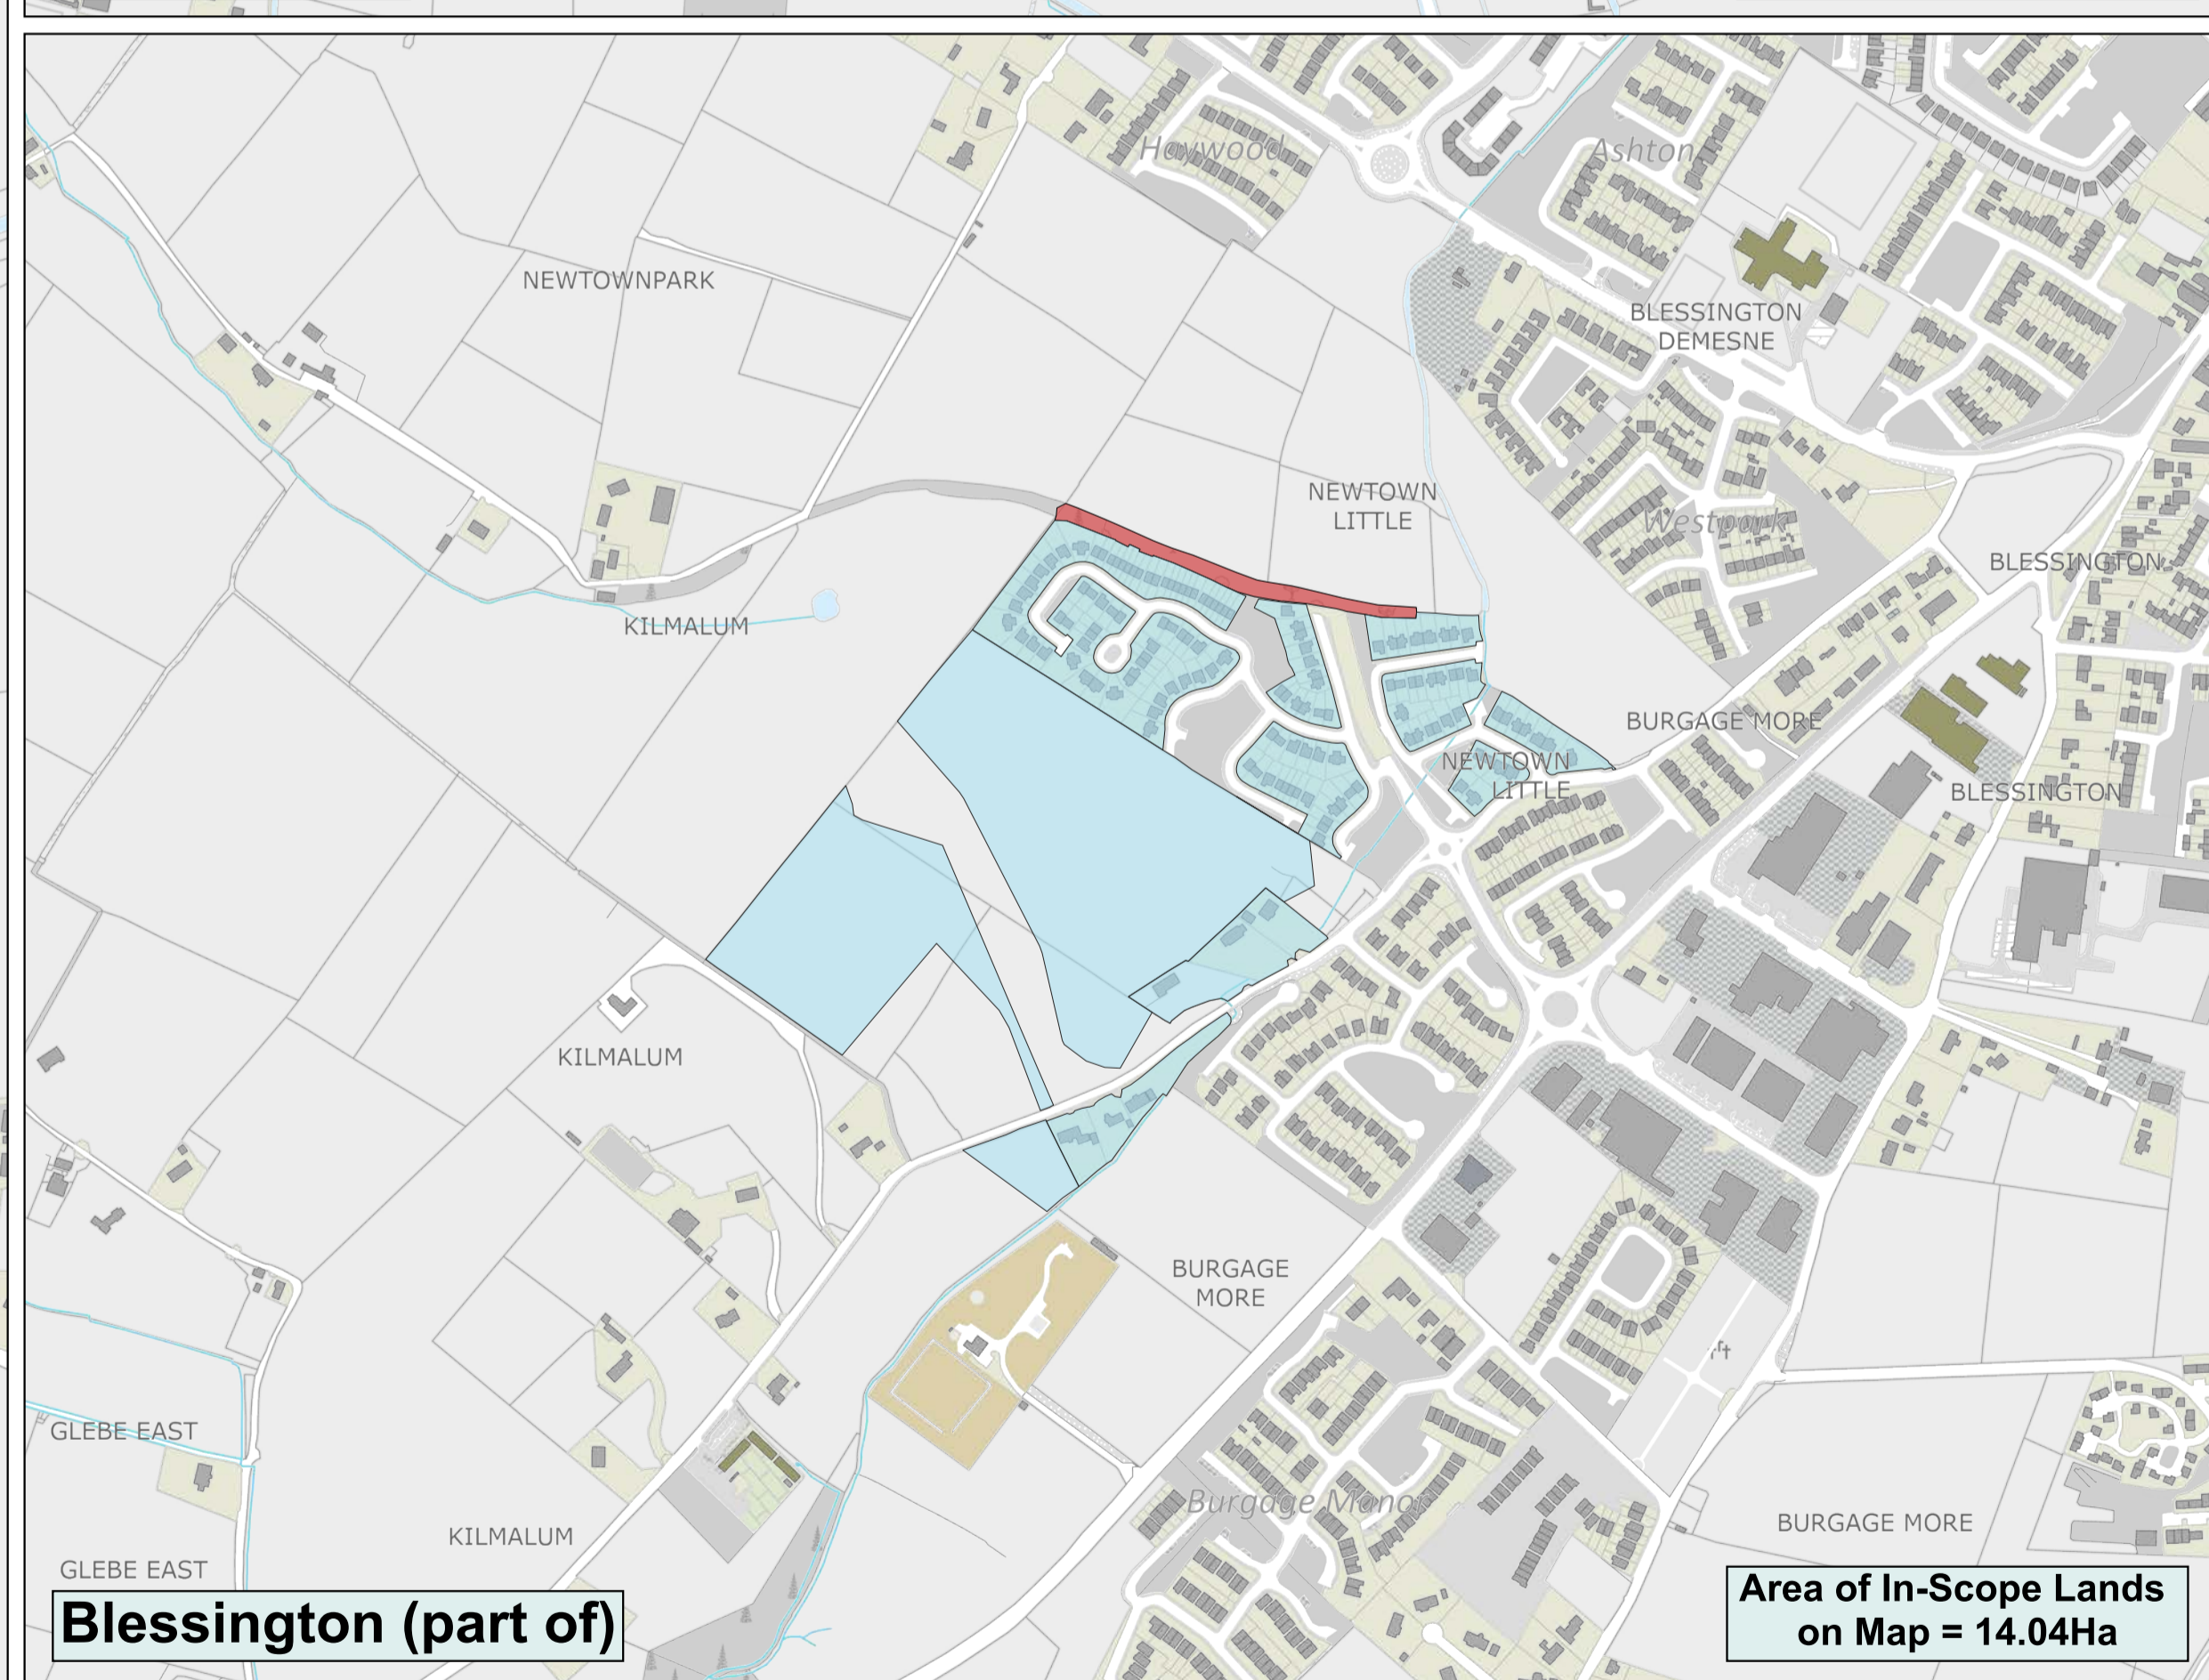 Haywood
Ashton
NEWTOWNPARK
BLESSINGTON
DEMESNE
NEWTOWN
LITTLE
Westpark
BLESSINGTON
KILMALUM
BURGAGE MORE
NEWTOWN
LITTLE
BLESSINGTON
KILMALUM
BURGAGE
MORE
GLEBE EAST
Burgage Manor
KILMALUM
BURGAGE MORE
GLEBE EAST
Blessington (part of)
Area of In-Scope Lands
on Map = 14.04Ha